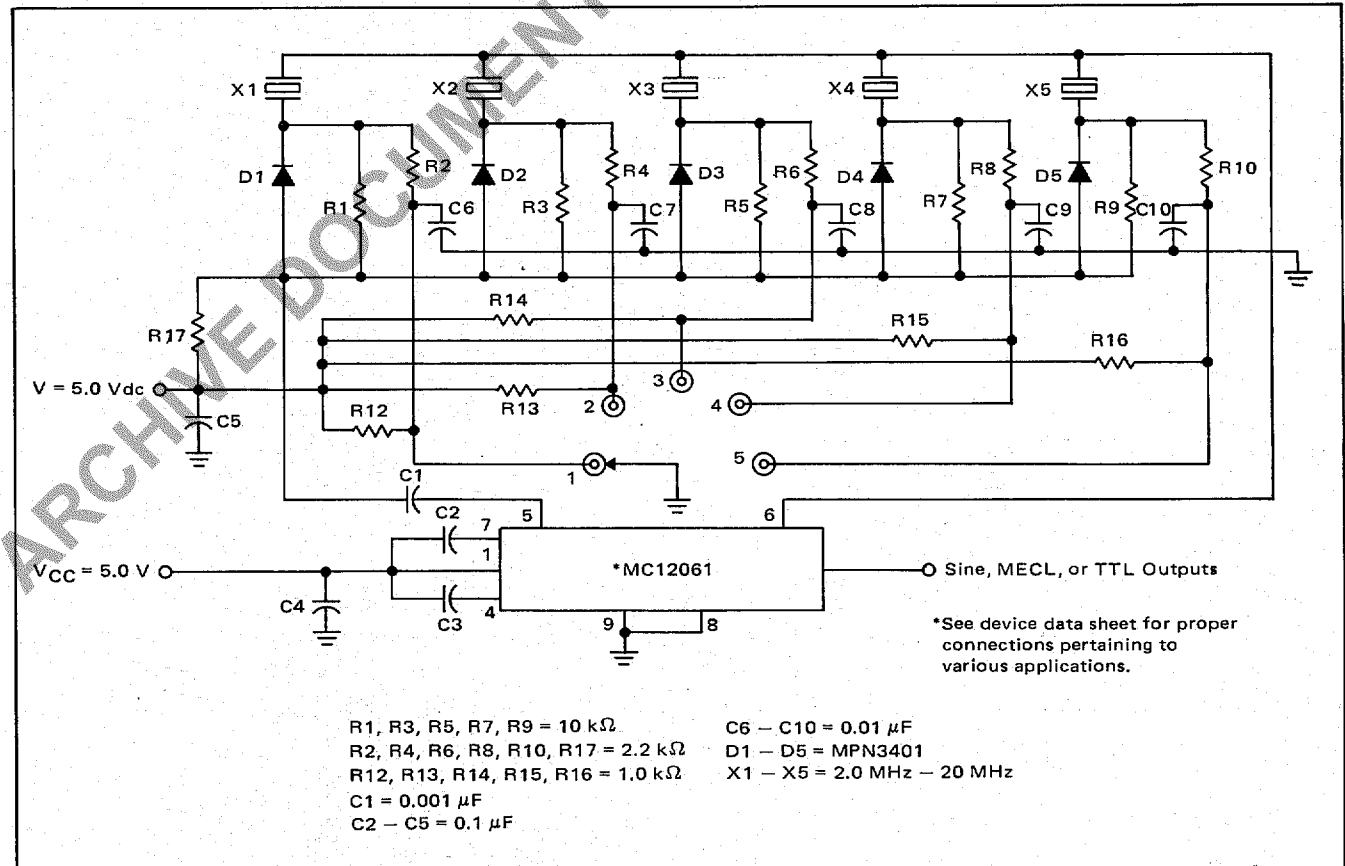 ARCHIVE DOCUMENT
X1
X2
X3
X4
X5
D1
R1
R2
C6
D2
R3
R4
C7
D3
R5
R6
C8
D4
R7
R8
C9
D5
R9
C10
R10
R17
R14
R15
R16
V = 5.0 Vdc
C5
R13
R12
2
3
4
1
5
C1
5
6
C2
7
1
VCC = 5.0 V
*MC12061
Sine, MECL, or TTL Outputs
C4
C3
4
9
8
*See device data sheet for proper
connections pertaining to
various applications.
R1, R3, R5, R7, R9 = 10 kΩ
R2, R4, R6, R8, R10, R17 = 2.2 kΩ
R12, R13, R14, R15, R16 = 1.0 kΩ
C1 = 0.001 μF
C2 – C5 = 0.1 μF
C6 – C10 = 0.01 μF
D1 – D5 = MPN3401
X1 – X5 = 2.0 MHz – 20 MHz